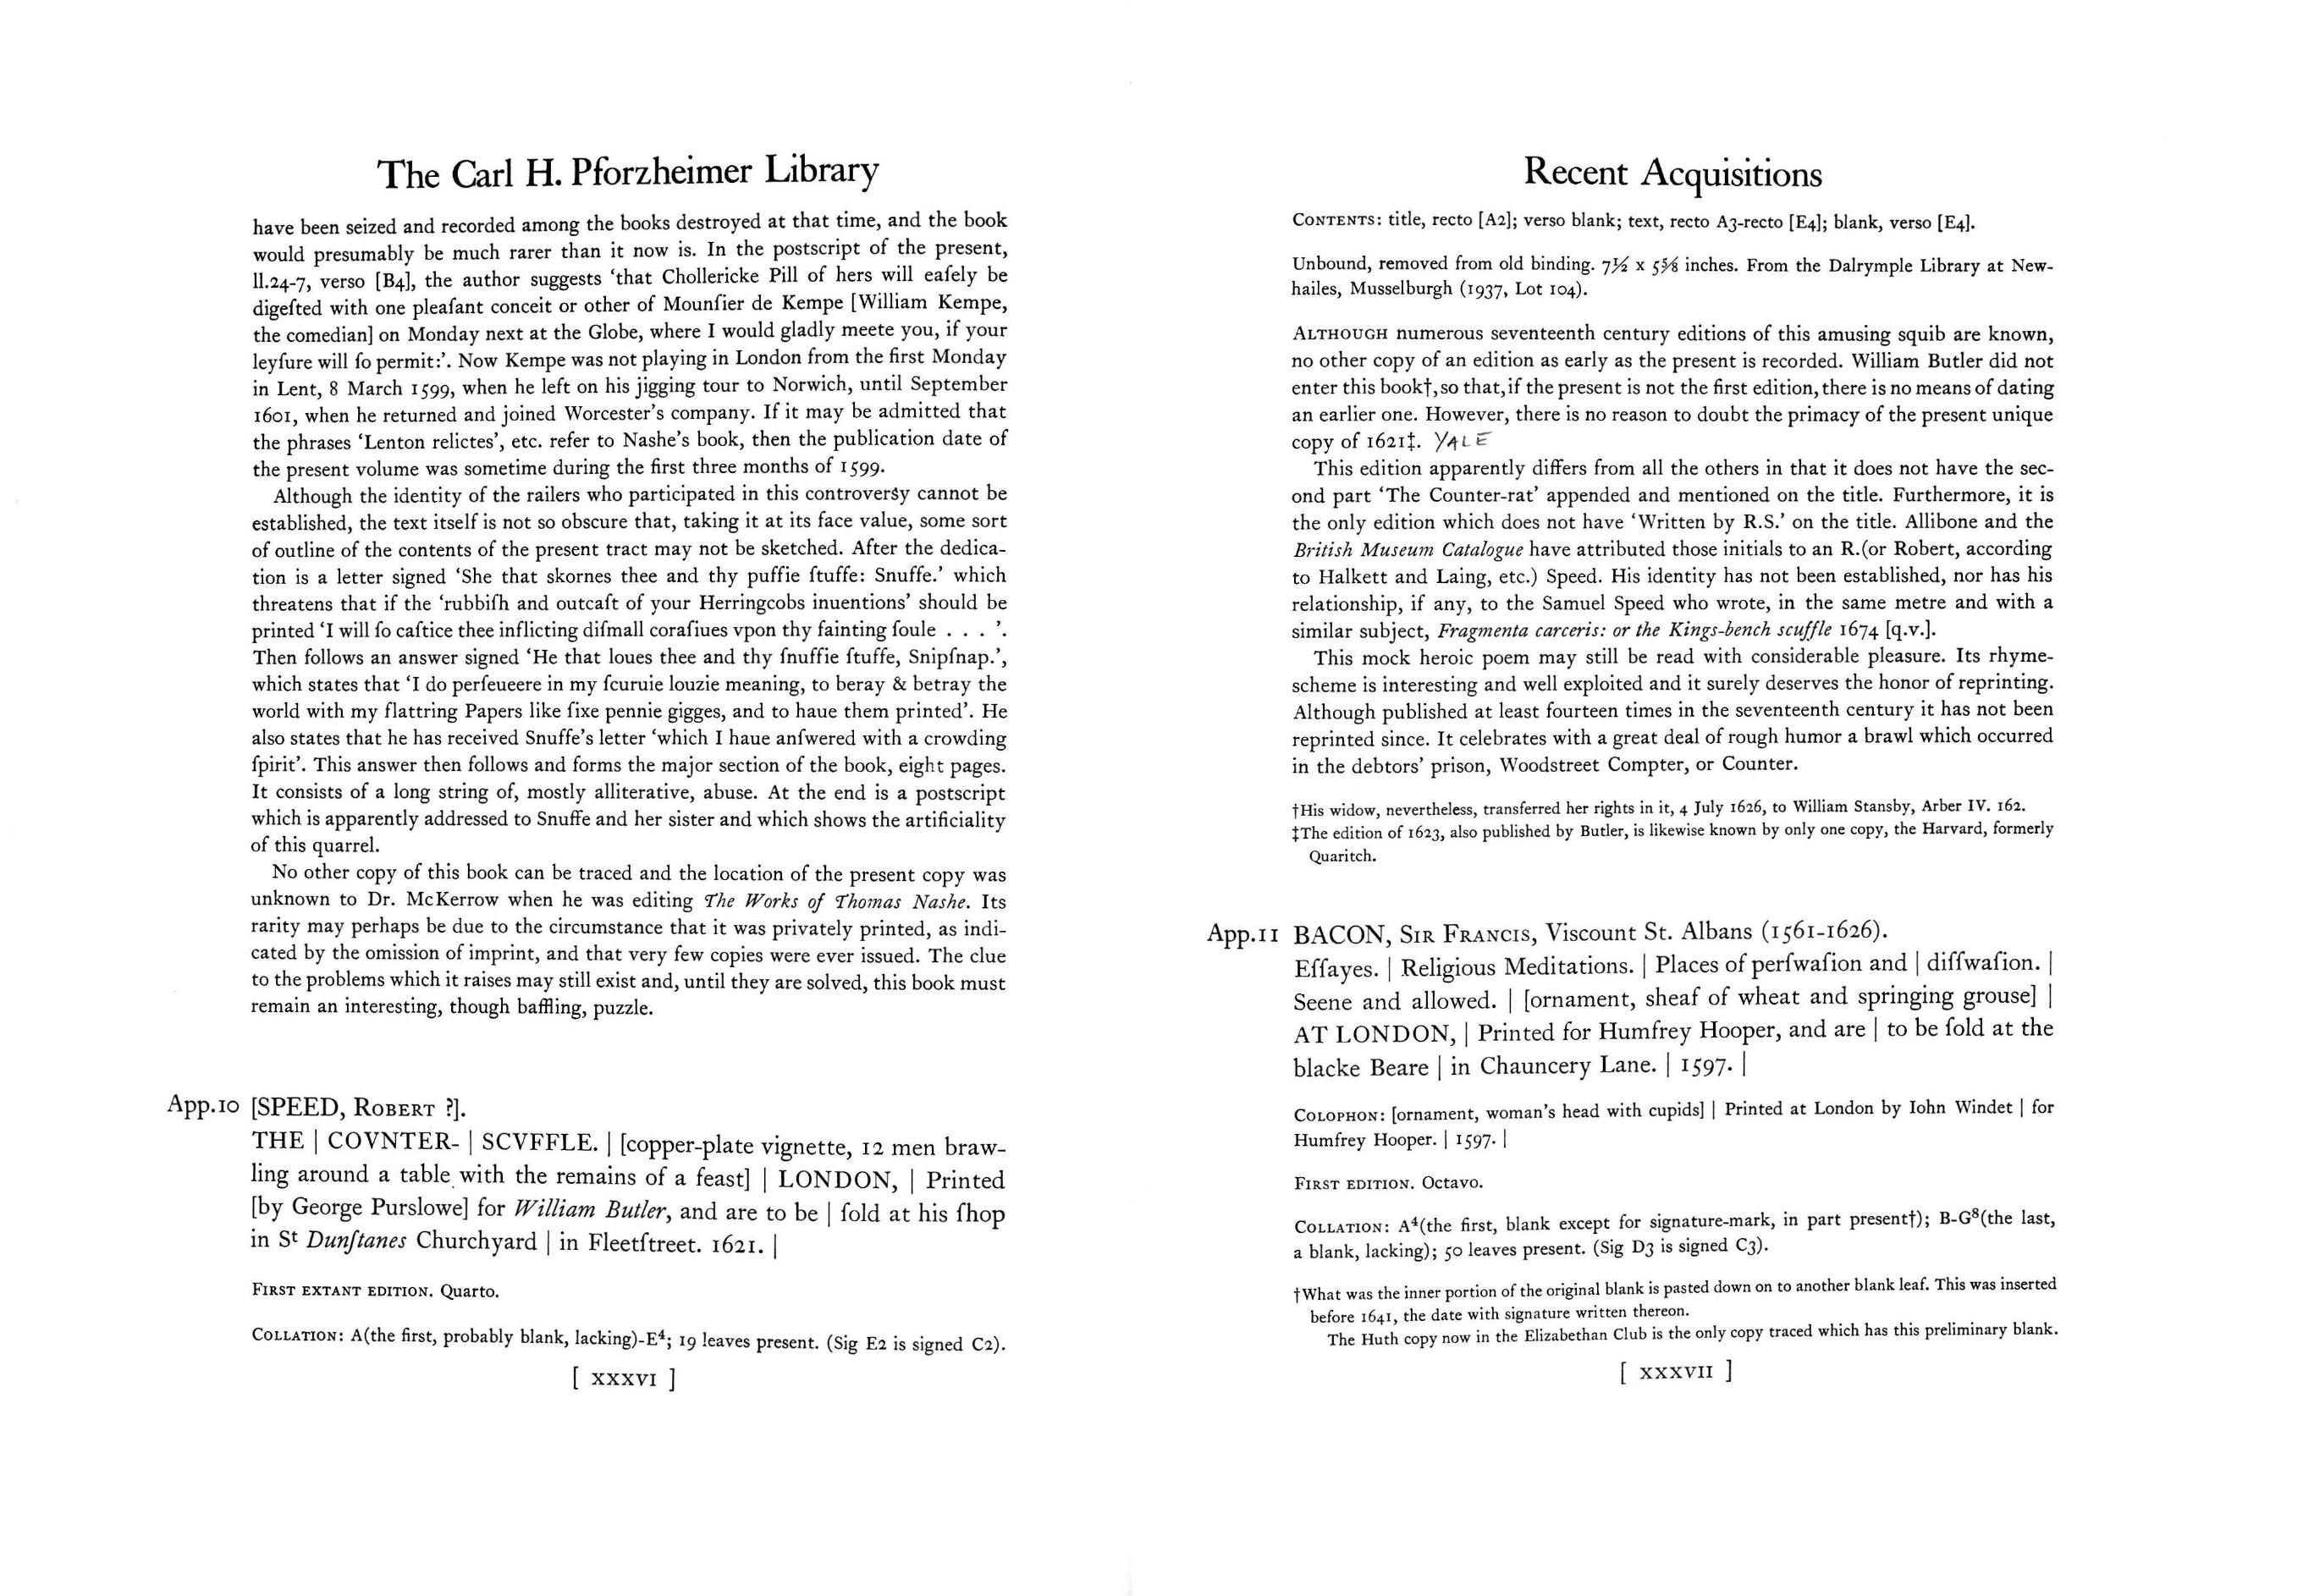 The Carl H. Pforzheimer Library
have been seized and recorded among the books destroyed at that time, and the book
would presumably be much rarer than it now is. In the postscript of the present,
ll.24-7, verso [B4], the author suggests ‘that Chollericke Pill of hers will eaſely be
digeſted with one pleaſant conceit or other of Mounſier de Kempe [William Kempe,
the comedian] on Monday next at the Globe, where I would gladly meete you, if your
leyſure will ſo permit:’. Now Kempe was not playing in London from the first Monday
in Lent, 8 March 1599, when he left on his jigging tour to Norwich, until September
1601, when he returned and joined Worcester’s company. If it may be admitted that
the phrases ‘Lenton relictes’, etc. refer to Nashe’s book, then the publication date of
the present volume was sometime during the first three months of 1599.
Although the identity of the railers who participated in this controversy cannot be
established, the text itself is not so obscure that, taking it at its face value, some sort
of outline of the contents of the present tract may not be sketched. After the dedica-
tion is a letter signed ‘She that skornes thee and thy puffie ſtuffe: Snuffe.’ which
threatens that if the ‘rubbiſh and outcaſt of your Herringcobs inuentions’ should be
printed ‘I will ſo caſtice thee inflicting diſmall coraſiues vpon thy fainting ſoule . . . ’.
Then follows an answer signed ‘He that loues thee and thy ſnuffie ſtuffe, Snipſnap.’,
which states that ‘I do perſeueere in my ſcuruie louzie meaning, to beray & betray the
world with my flattring Papers like ſixe pennie gigges, and to haue them printed’. He
also states that he has received Snuffe’s letter ‘which I haue anſwered with a crowding
ſpirit’. This answer then follows and forms the major section of the book, eight pages.
It consists of a long string of, mostly alliterative, abuse. At the end is a postscript
which is apparently addressed to Snuffe and her sister and which shows the artificiality
of this quarrel.
No other copy of this book can be traced and the location of the present copy was
unknown to Dr. McKerrow when he was editing The Works of Thomas Nashe. Its
rarity may perhaps be due to the circumstance that it was privately printed, as indi-
cated by the omission of imprint, and that very few copies were ever issued. The clue
to the problems which it raises may still exist and, until they are solved, this book must
remain an interesting, though baffling, puzzle.
App.10 [SPEED, ROBERT ?].
THE | COVNTER- | SCVFFLE. | [copper-plate vignette, 12 men braw-
ling around a table with the remains of a feast] | LONDON, | Printed
[by George Purslowe] for William Butler, and are to be | ſold at his ſhop
in St Dunſtanes Churchyard | in Fleetſtreet. 1621. |
FIRST EXTANT EDITION. Quarto.
COLLATION: A(the first, probably blank, lacking)-E⁴; 19 leaves present. (Sig E2 is signed C2).
[ XXXVI ]
Recent Acquisitions
CONTENTS: title, recto [A2]; verso blank; text, recto A3-recto [E4]; blank, verso [E4].
Unbound, removed from old binding. 7½ x 5⅝ inches. From the Dalrymple Library at New-
hailes, Musselburgh (1937, Lot 104).
ALTHOUGH numerous seventeenth century editions of this amusing squib are known,
no other copy of an edition as early as the present is recorded. William Butler did not
enter this book†, so that, if the present is not the first edition, there is no means of dating
an earlier one. However, there is no reason to doubt the primacy of the present unique
copy of 1621‡. YALE
This edition apparently differs from all the others in that it does not have the sec-
ond part ‘The Counter-rat’ appended and mentioned on the title. Furthermore, it is
the only edition which does not have ‘Written by R.S.’ on the title. Allibone and the
British Museum Catalogue have attributed those initials to an R.(or Robert, according
to Halkett and Laing, etc.) Speed. His identity has not been established, nor has his
relationship, if any, to the Samuel Speed who wrote, in the same metre and with a
similar subject, Fragmenta carceris: or the Kings-bench scuffle 1674 [q.v.].
This mock heroic poem may still be read with considerable pleasure. Its rhyme-
scheme is interesting and well exploited and it surely deserves the honor of reprinting.
Although published at least fourteen times in the seventeenth century it has not been
reprinted since. It celebrates with a great deal of rough humor a brawl which occurred
in the debtors’ prison, Woodstreet Compter, or Counter.
†His widow, nevertheless, transferred her rights in it, 4 July 1626, to William Stansby, Arber IV. 162.
‡The edition of 1623, also published by Butler, is likewise known by only one copy, the Harvard, formerly
Quaritch.
App.11 BACON, SIR FRANCIS, Viscount St. Albans (1561-1626).
Eſſayes. | Religious Meditations. | Places of perſwaſion and | diſſwaſion. |
Seene and allowed. | [ornament, sheaf of wheat and springing grouse] |
AT LONDON, | Printed for Humfrey Hooper, and are | to be ſold at the
blacke Beare | in Chauncery Lane. | 1597. |
COLOPHON: [ornament, woman’s head with cupids] | Printed at London by Iohn Windet | for
Humfrey Hooper. | 1597. |
FIRST EDITION. Octavo.
COLLATION: A⁴(the first, blank except for signature-mark, in part present†); B-G⁸(the last,
a blank, lacking); 50 leaves present. (Sig D3 is signed C3).
†What was the inner portion of the original blank is pasted down on to another blank leaf. This was inserted
before 1641, the date with signature written thereon.
The Huth copy now in the Elizabethan Club is the only copy traced which has this preliminary blank.
[ XXXVII ]